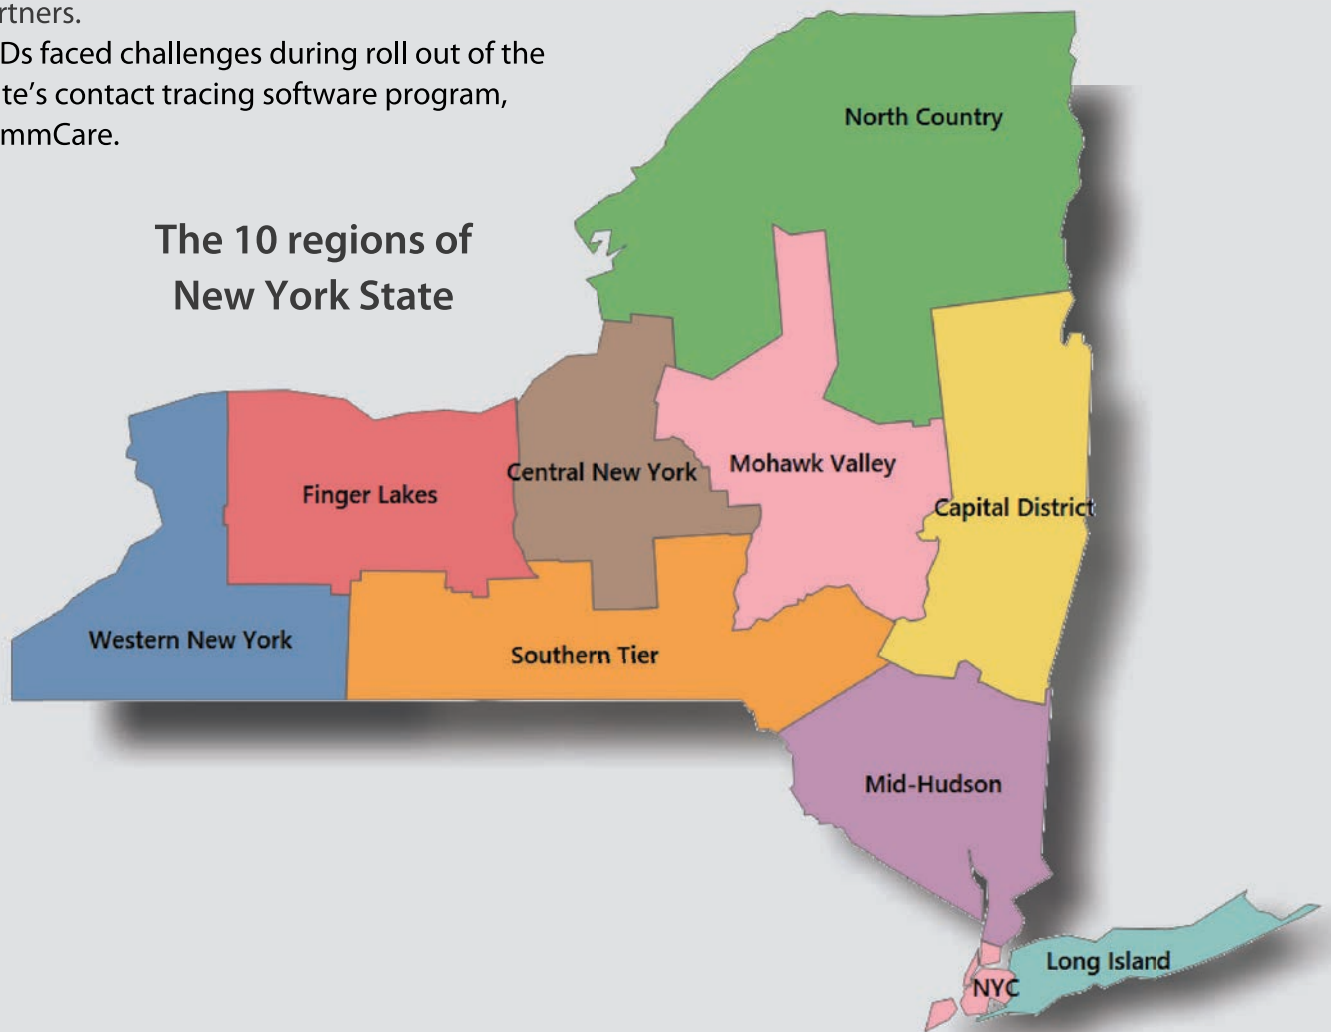 rtners.
Ds faced challenges during roll out of the
te's contact tracing software program,
mmCare.
The 10 regions of
New York State
North Country
Mohawk Valley
Central New York
Finger Lakes
Capital District
Western New York
Southern Tier
Mid-Hudson
Long Island
NYC